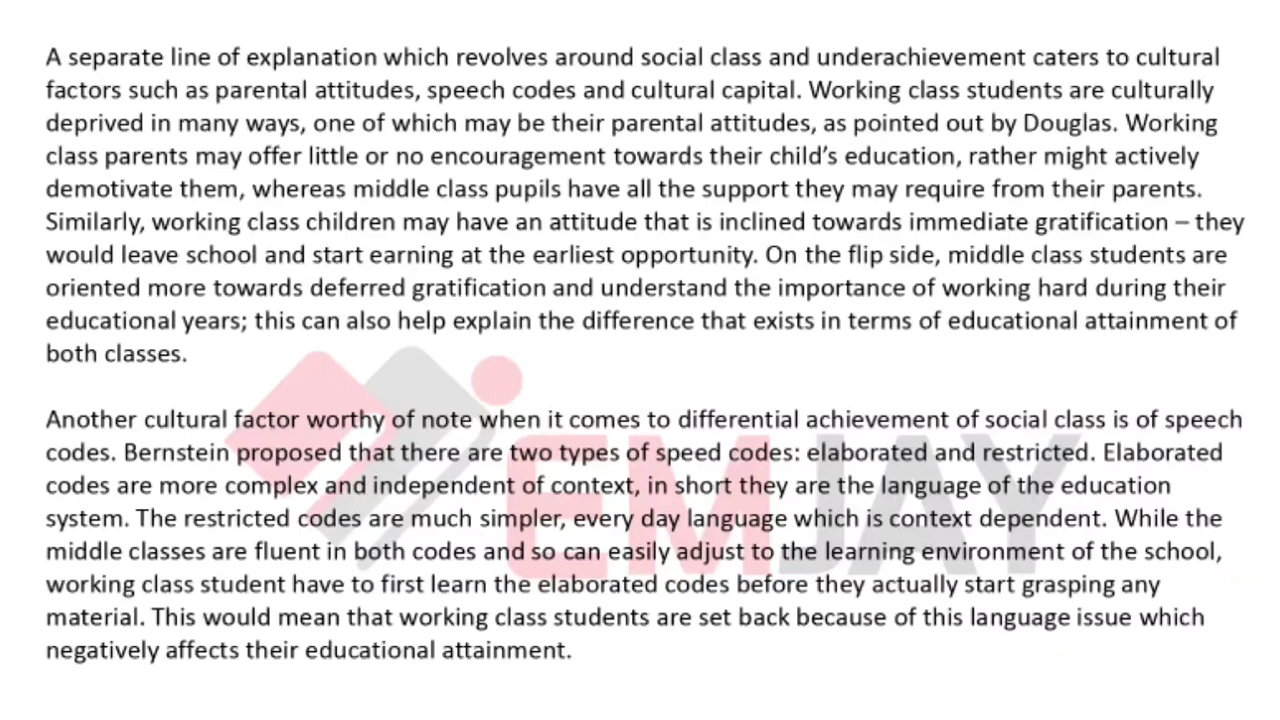 A separate line of explanation which revolves around social class and underachievement caters to cultural
factors such as parental attitudes, speech codes and cultural capital. Working class students are culturally
deprived in many ways, one of which may be their parental attitudes, as pointed out by Douglas. Working
class parents may offer little or no encouragement towards their child’s education, rather might actively
demotivate them, whereas middle class pupils have all the support they may require from their parents.
Similarly, working class children may have an attitude that is inclined towards immediate gratification – they
would leave school and start earning at the earliest opportunity. On the flip side, middle class students are
oriented more towards deferred gratification and understand the importance of working hard during their
educational years; this can also help explain the difference that exists in terms of educational attainment of
both classes.
Another cultural factor worthy of note when it comes to differential achievement of social class is of speech
codes. Bernstein proposed that there are two types of speed codes: elaborated and restricted. Elaborated
codes are more complex and independent of context, in short they are the language of the education
system. The restricted codes are much simpler, every day language which is context dependent. While the
middle classes are fluent in both codes and so can easily adjust to the learning environment of the school,
working class student have to first learn the elaborated codes before they actually start grasping any
material. This would mean that working class students are set back because of this language issue which
negatively affects their educational attainment.
EMJAY